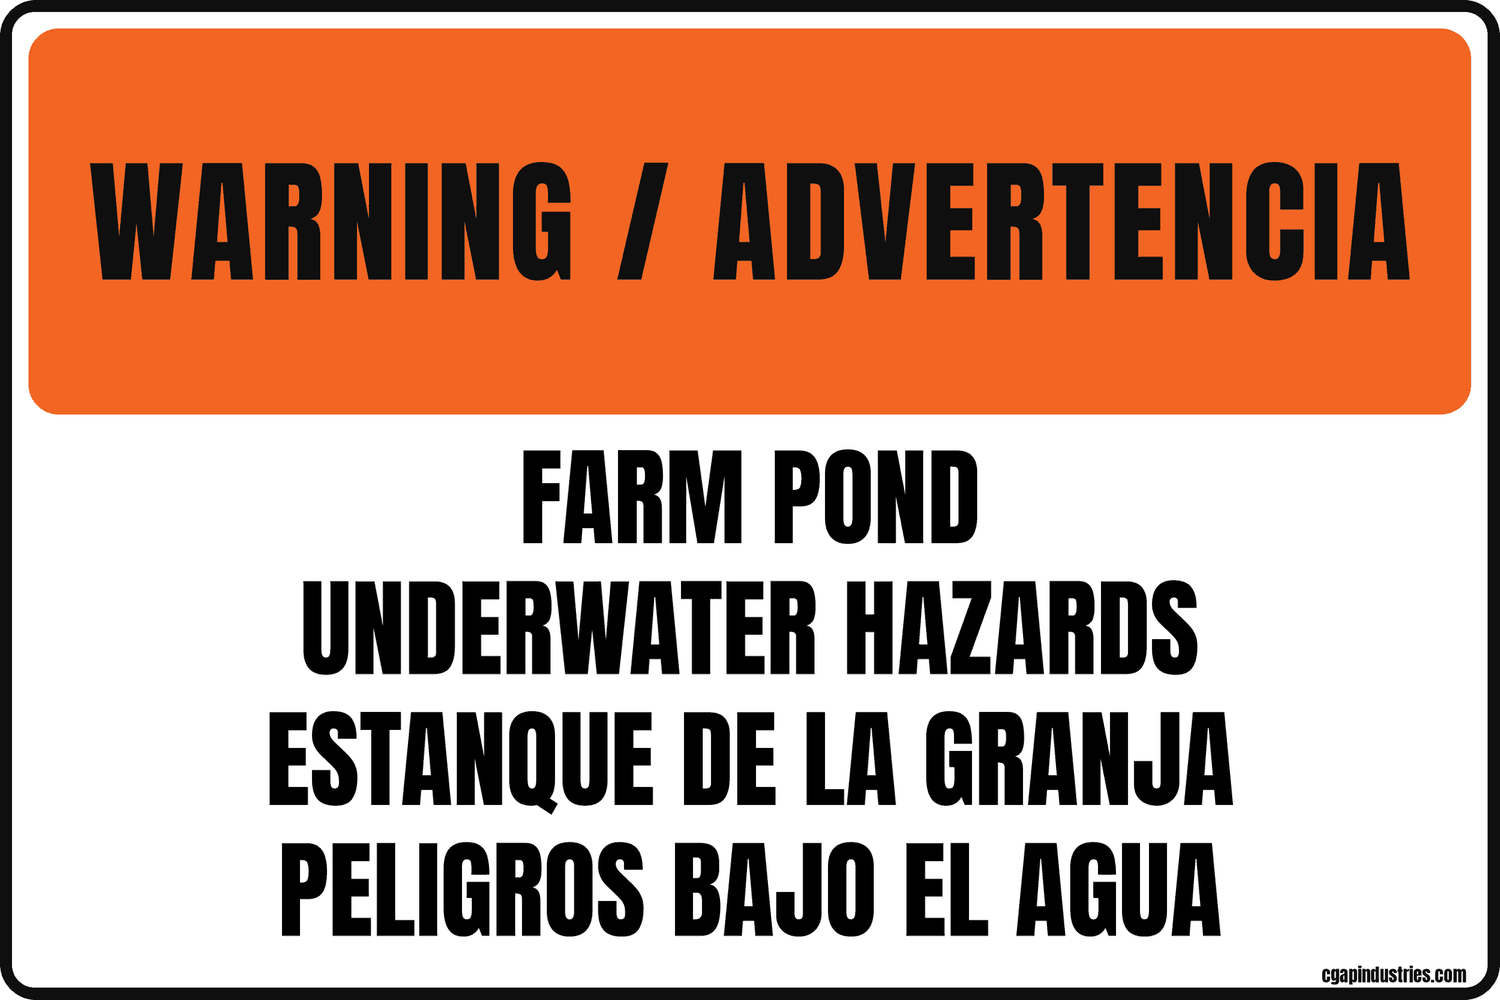 WARNING / ADVERTENCIA
FARM POND
UNDERWATER HAZARDS
ESTANQUE DE LA GRANJA
PELIGROS BAJO EL AGUA
cgapindustries.com